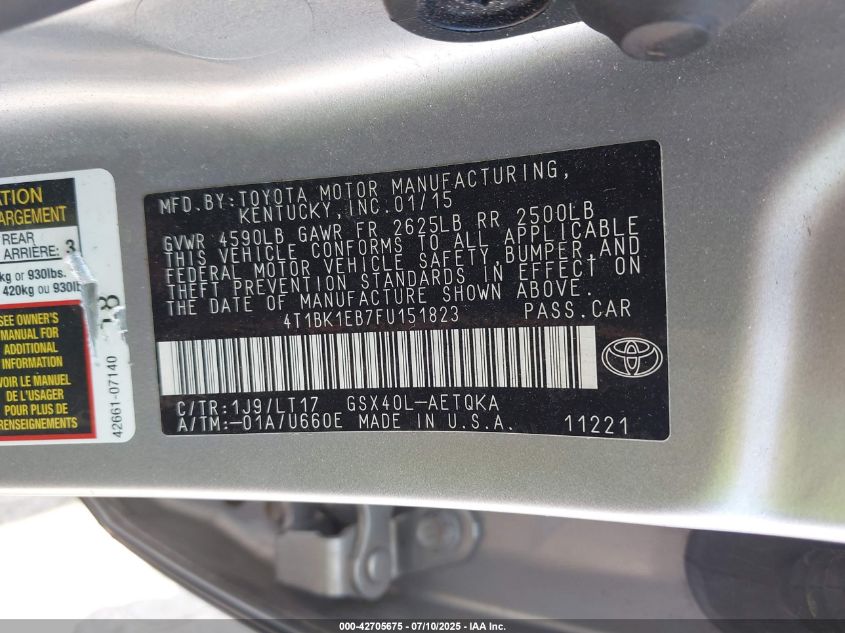 ATION
ARGEMENT
REAR 3
ARRIÈRE:
kg or 930lbs.
420kg ou 930lb
SEE OWNER'S
MANUAL FOR
ADDITIONAL
INFORMATION
VOIR LE MANUEL
DE L'USAGER
POUR PLUS DE
RENSEIGNEMENTS
42661-07140
MFD.BY:TOYOTA MOTOR MANUFACTURING,
KENTUCKY,INC.01/15
GVWR 4590LB GAWR FR 2625LB RR 2500LB
THIS VEHICLE CONFORMS TO ALL APPLICABLE
FEDERAL MOTOR VEHICLE SAFETY,BUMPER,AND
THEFT PREVENTION STANDARDS IN EFFECT ON
THE DATE OF MANUFACTURE SHOWN ABOVE.
4T1BK1EB7FU151823 PASS.CAR
C/TR:1J9/LT17 GSX40L-AETQKA
A/TM:-01A/U660E MADE IN U.S.A. 11221
000-42705675 | 07/10/2025 | IAA Inc.